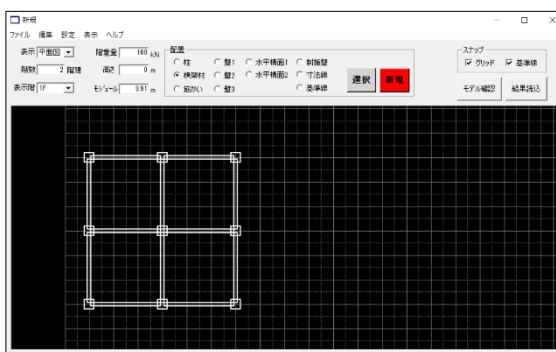 新規
ファイル 編集 設定 表示 ヘルプ
表示 平面図 階重量 100 kN 配置 スナップ
柱 壁1 水平構面1 制振壁 グリッド 基準線
階数 2 階建 高さ 0 m 横架材 壁2 水平構面2 寸法線 選択 新規
表示階 1F モジュール 0.91 m 筋かい 壁3 基準線 モデル確認 結果読込